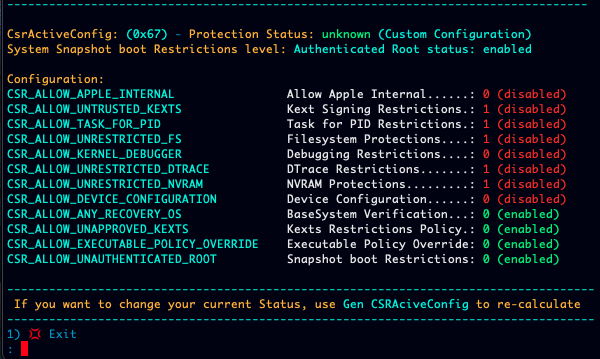 CsrActiveConfig: (0x67) - Protection Status: unknown (Custom Configuration)
System Snapshot boot Restrictions level: Authenticated Root status: enabled
Configuration:
CSR_ALLOW_APPLE_INTERNAL Allow Apple Internal......: 0 (disabled)
CSR_ALLOW_UNTRUSTED_KEXTS Kext Signing Restrictions.: 1 (disabled)
CSR_ALLOW_TASK_FOR_PID Task for PID Restrictions.: 1 (disabled)
CSR_ALLOW_UNRESTRICTED_FS Filesystem Protections....: 1 (disabled)
CSR_ALLOW_KERNEL_DEBUGGER Debugging Restrictions....: 0 (disabled)
CSR_ALLOW_UNRESTRICTED_DTRACE DTrace Restrictions.......: 1 (disabled)
CSR_ALLOW_UNRESTRICTED_NVRAM NVRAM Protections.........: 1 (disabled)
CSR_ALLOW_DEVICE_CONFIGURATION Device Configuration......: 0 (disabled)
CSR_ALLOW_ANY_RECOVERY_OS BaseSystem Verification...: 0 (enabled)
CSR_ALLOW_UNAPPROVED_KEXTS Kexts Restrictions Policy.: 0 (enabled)
CSR_ALLOW_EXECUTABLE_POLICY_OVERRIDE Executable Policy Override: 0 (enabled)
CSR_ALLOW_UNAUTHENTICATED_ROOT Snapshot boot Restrictions: 0 (enabled)
If you want to change your current Status, use Gen CSRAciveConfig to re-calculate
1) 💢 Exit
: